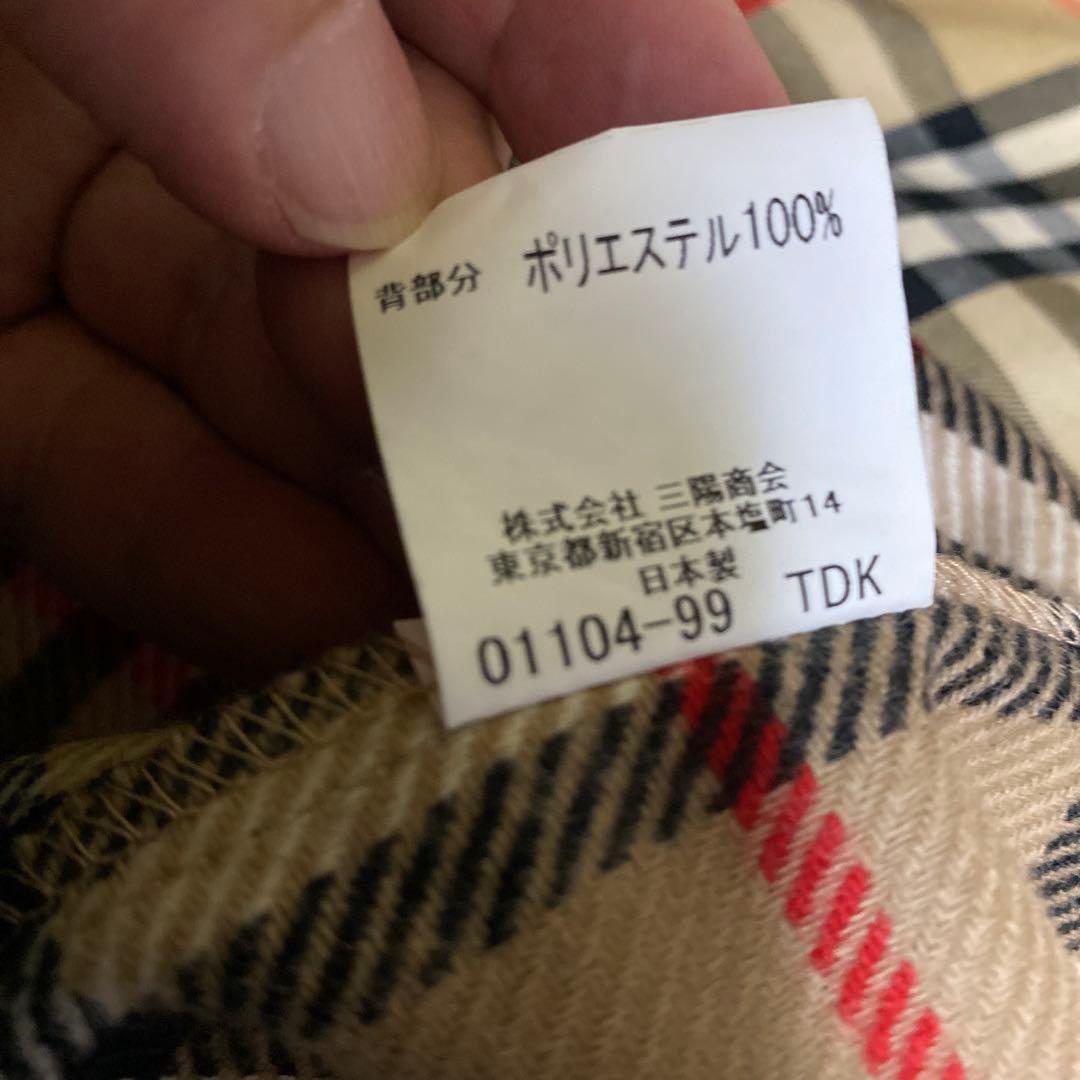 背部分 ポリエステル100%
株式会社 三陽商会
東京都新宿区本塩町14
日本製
01104-99 TDK